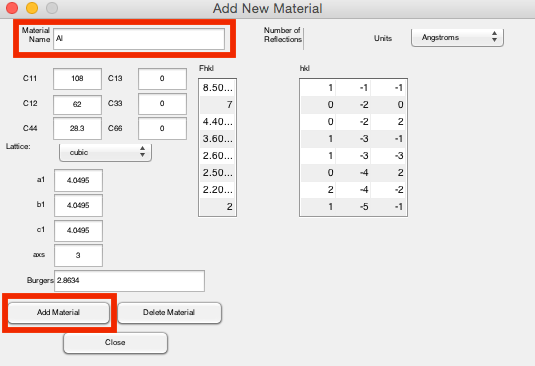 Add New Material
Material Name Al Number of Reflections Units Angstroms
C11 108 C13 0 Fhkl hkl
C12 62 C33 0
C44 28.3 C66 0
Lattice: cubic
a1 4.0495
b1 4.0495
c1 4.0495
axs 3
Burgers 2.8634
8.50... 1 -1 -1
7 0 -2 0
4.40... 0 -2 2
3.60... 1 -3 -1
2.60... 1 -3 -3
2.50... 0 -4 2
2.20... 2 -4 -2
2 1 -5 -1
Add Material Delete Material
Close